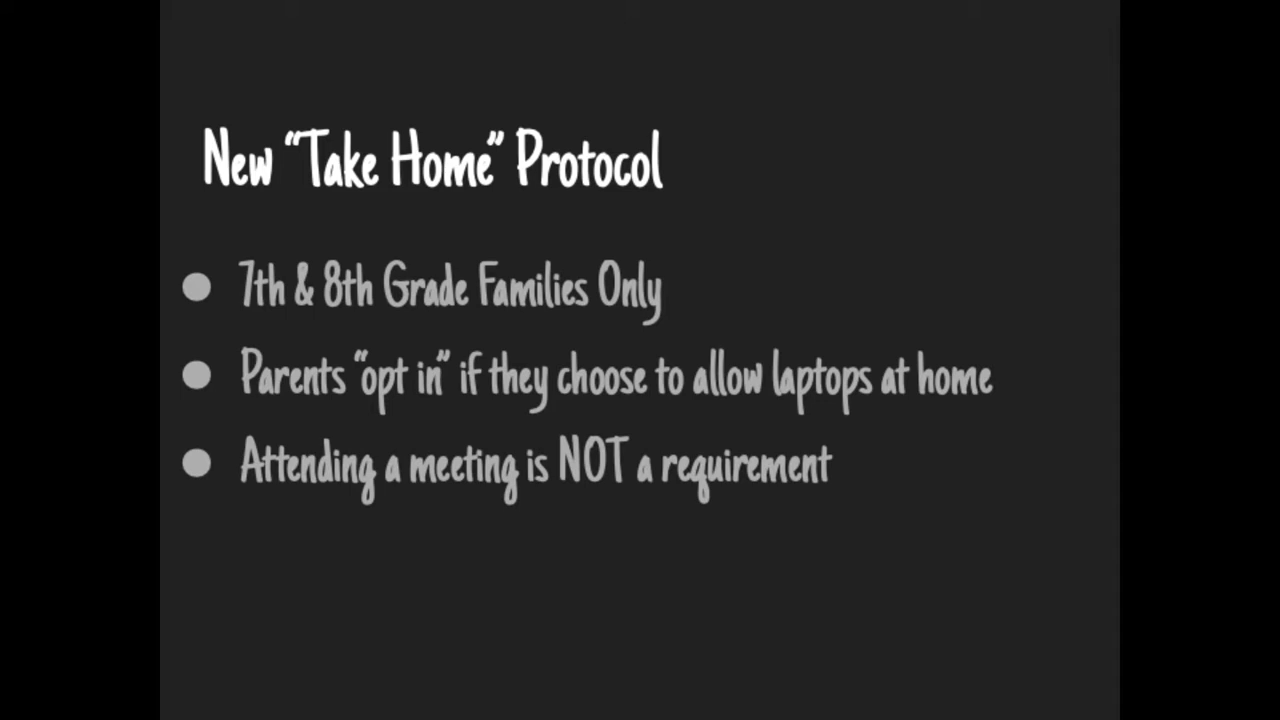 New “Take Home” Protocol
● 7th & 8th Grade Families Only
● Parents “opt in” if they choose to allow laptops at home
● Attending a meeting is NOT a requirement